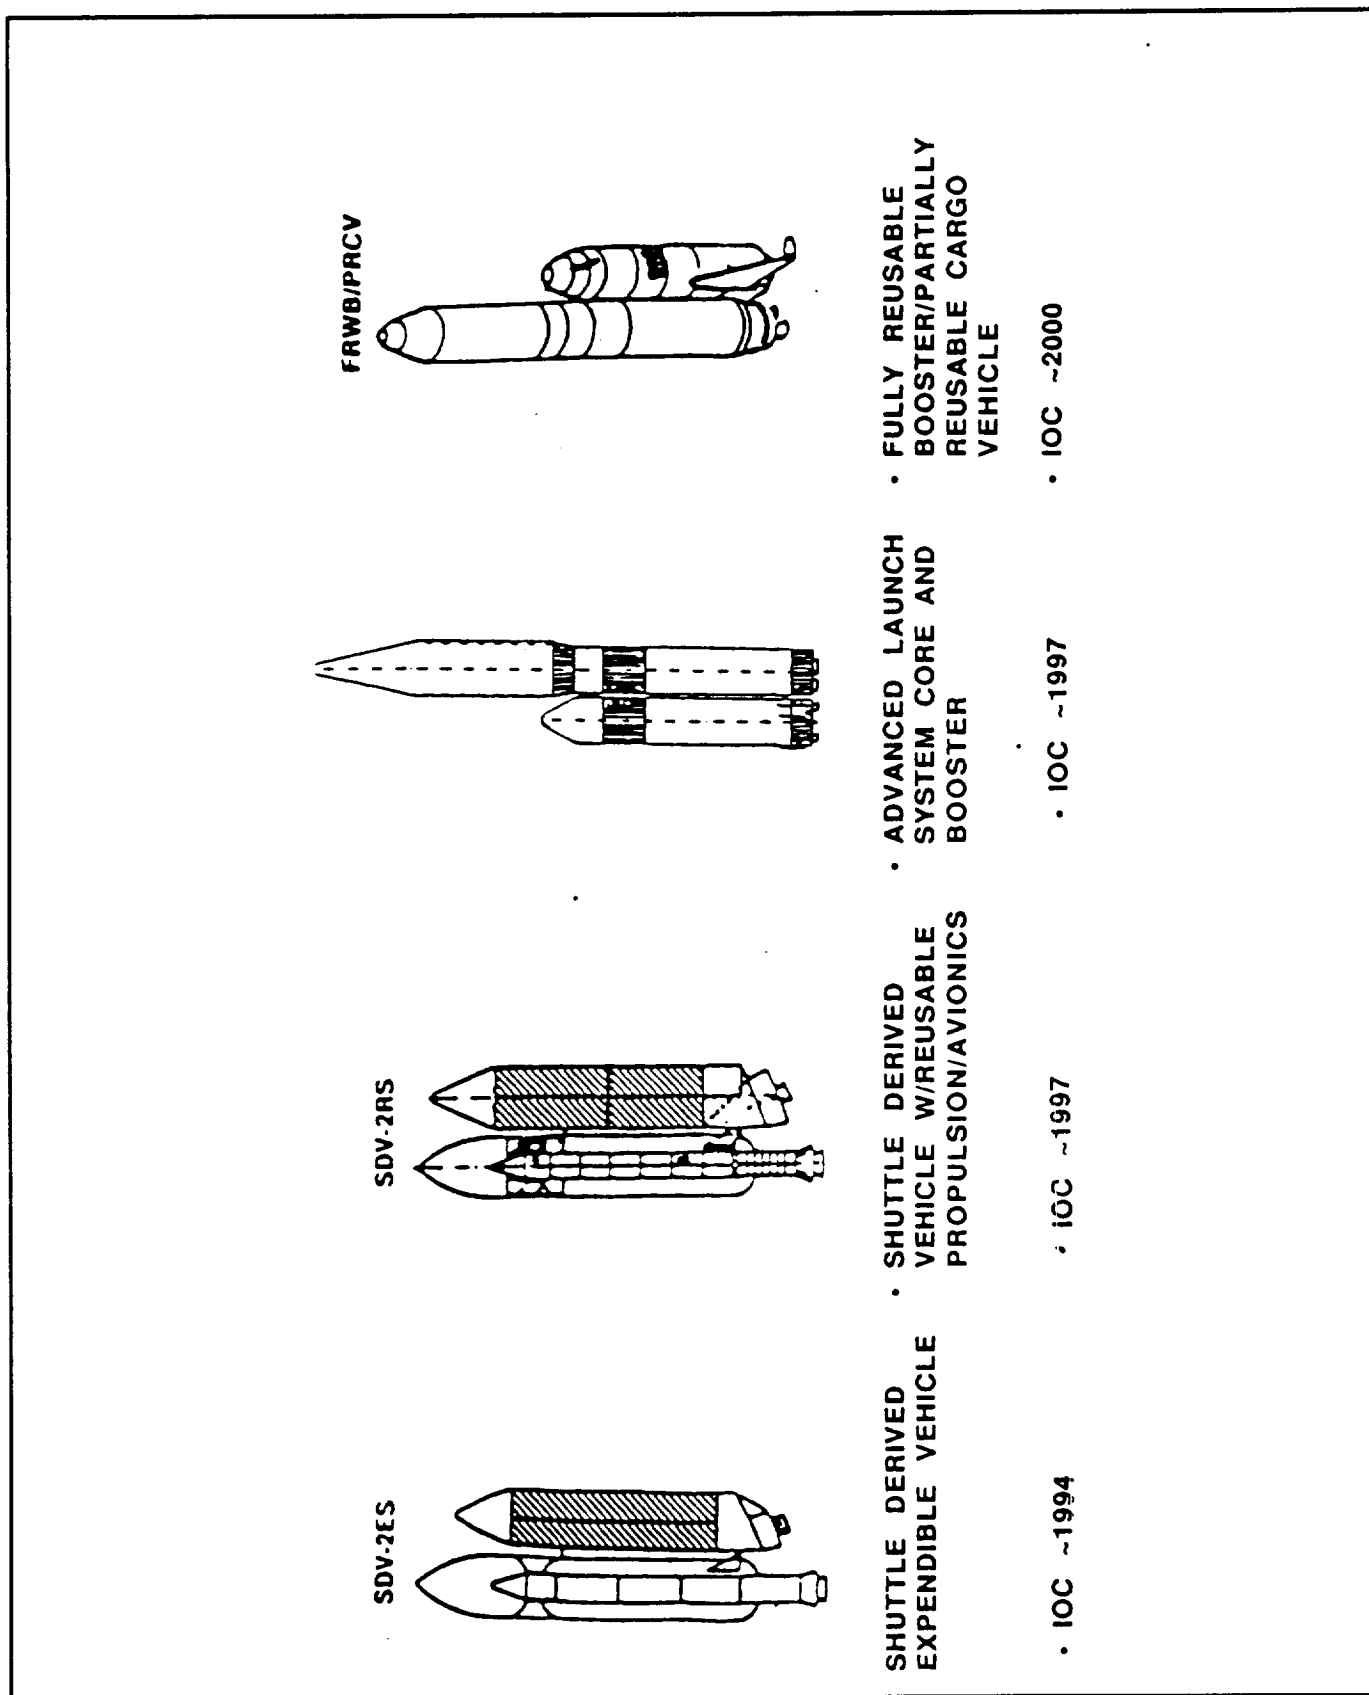 SDV-2ES
SHUTTLE DERIVED
EXPENDIBLE VEHICLE
• IOC ~1994
SDV-2RS
• SHUTTLE DERIVED
VEHICLE W/REUSABLE
PROPULSION/AVIONICS
• IOC ~1997
• ADVANCED LAUNCH
SYSTEM CORE AND
BOOSTER
• IOC ~1997
FRWB/PRCV
• FULLY REUSABLE
BOOSTER/PARTIALLY
REUSABLE CARGO
VEHICLE
• IOC ~2000